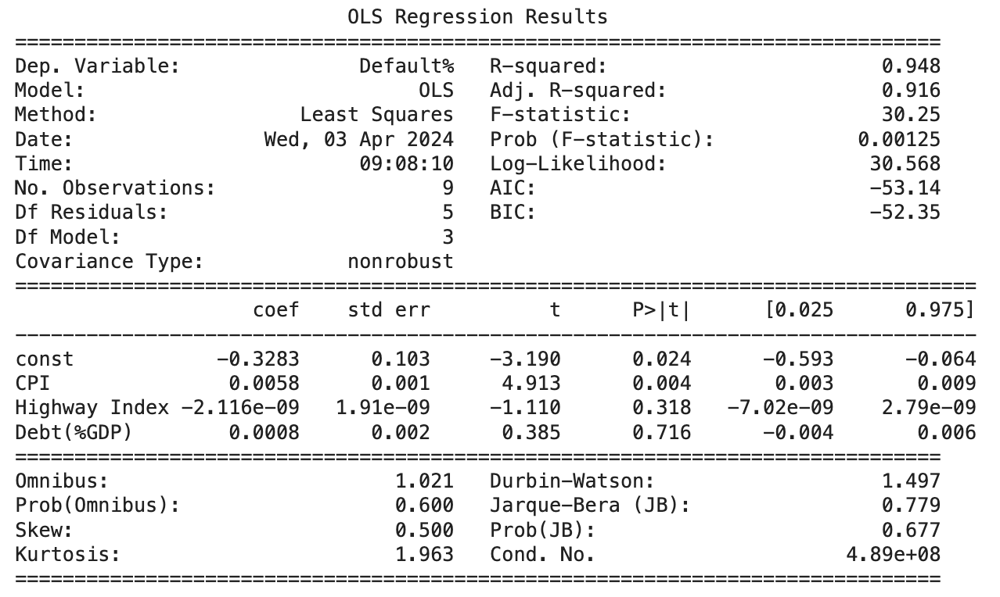 OLS Regression Results
==============================================================================
Dep. Variable:               Default%   R-squared:                       0.948
Model:                            OLS   Adj. R-squared:                  0.916
Method:                 Least Squares   F-statistic:                     30.25
Date:                Wed, 03 Apr 2024   Prob (F-statistic):            0.00125
Time:                        09:08:10   Log-Likelihood:                 30.568
No. Observations:                   9   AIC:                            -53.14
Df Residuals:                       5   BIC:                            -52.35
Df Model:                           3
Covariance Type:            nonrobust
=================================================================================
                    coef    std err          t      P>|t|      [0.025      0.975]
---------------------------------------------------------------------------------
const            -0.3283      0.103     -3.190      0.024      -0.593      -0.064
CPI               0.0058      0.001      4.913      0.004       0.003       0.009
Highway Index -2.116e-09   1.91e-09     -1.110      0.318   -7.02e-09    2.79e-09
Debt(%GDP)        0.0008      0.002      0.385      0.716      -0.004       0.006
==============================================================================
Omnibus:                        1.021   Durbin-Watson:                   1.497
Prob(Omnibus):                  0.600   Jarque-Bera (JB):                0.779
Skew:                           0.500   Prob(JB):                        0.677
Kurtosis:                       1.963   Cond. No.                     4.89e+08
==============================================================================